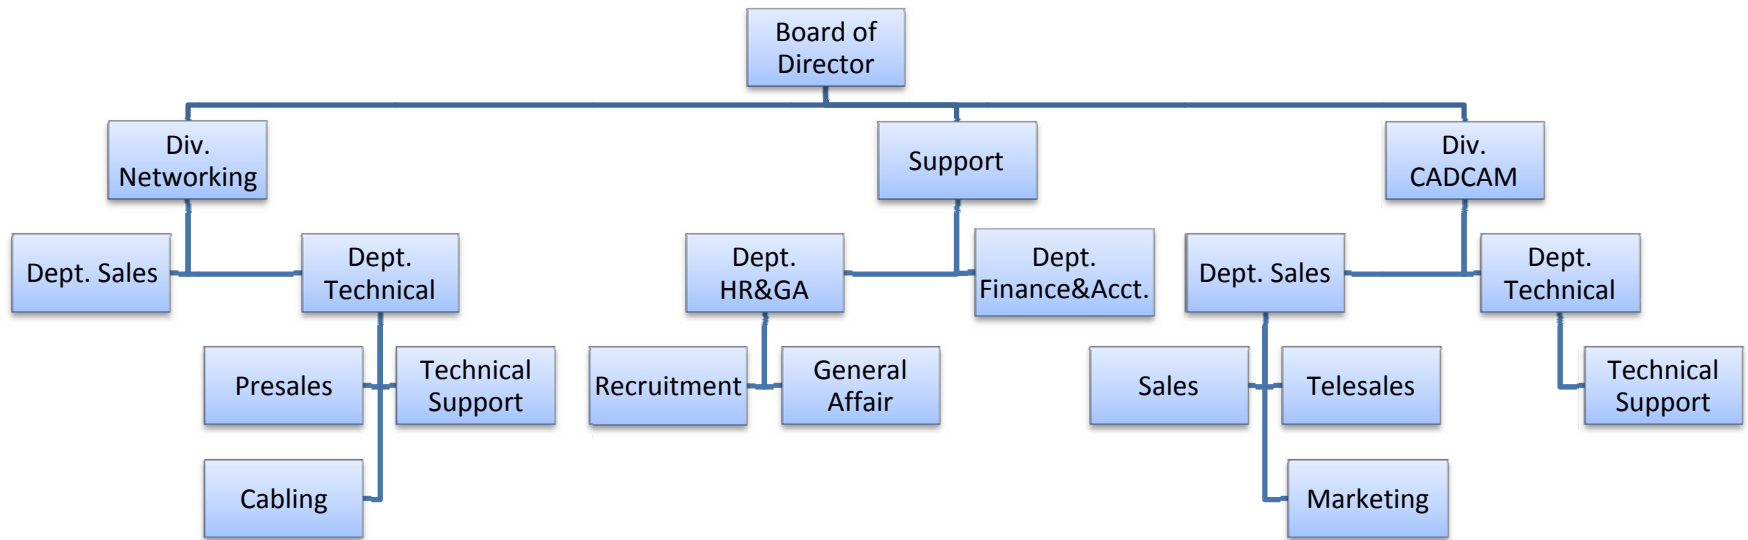 Board of
Director
Div.
Networking
Support
Div.
CADCAM
Dept. Sales
Dept.
Technical
Dept.
HR&GA
Dept.
Finance&Acct.
Dept. Sales
Dept.
Technical
Presales
Technical
Support
Recruitment
General
Affair
Sales
Telesales
Technical
Support
Cabling
Marketing